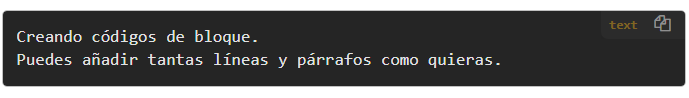 text
Creando códigos de bloque.
Puedes añadir tantas líneas y párrafos como quieras.